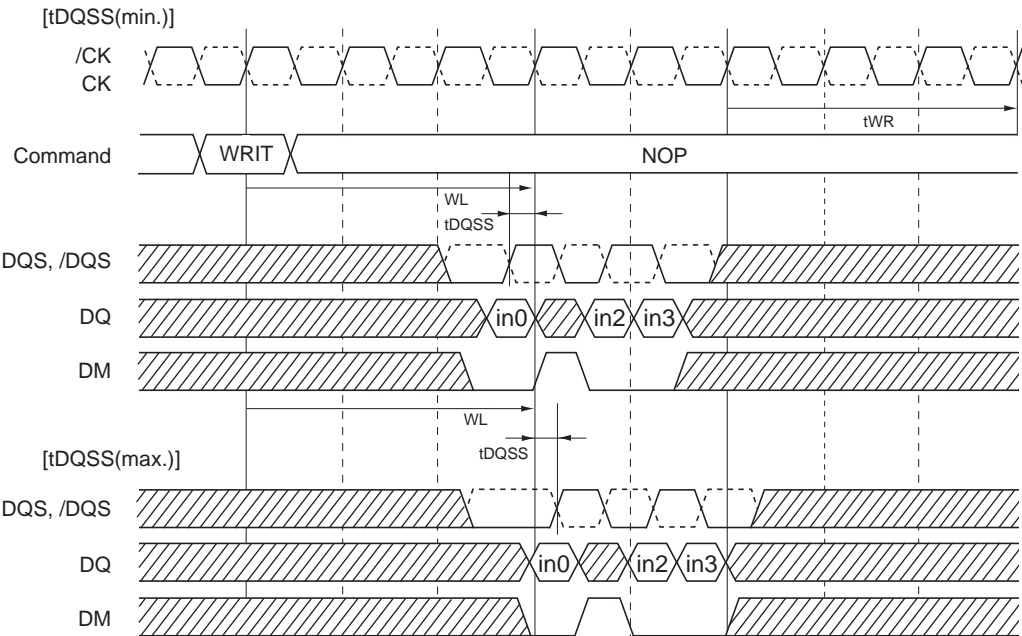 [tDQSS(min.)]
/CK
CK
tWR
Command WRIT NOP
WL
tDQSS
DQS, /DQS
DQ in0 in2 in3
DM
WL
tDQSS
[tDQSS(max.)]
DQS, /DQS
DQ in0 in2 in3
DM